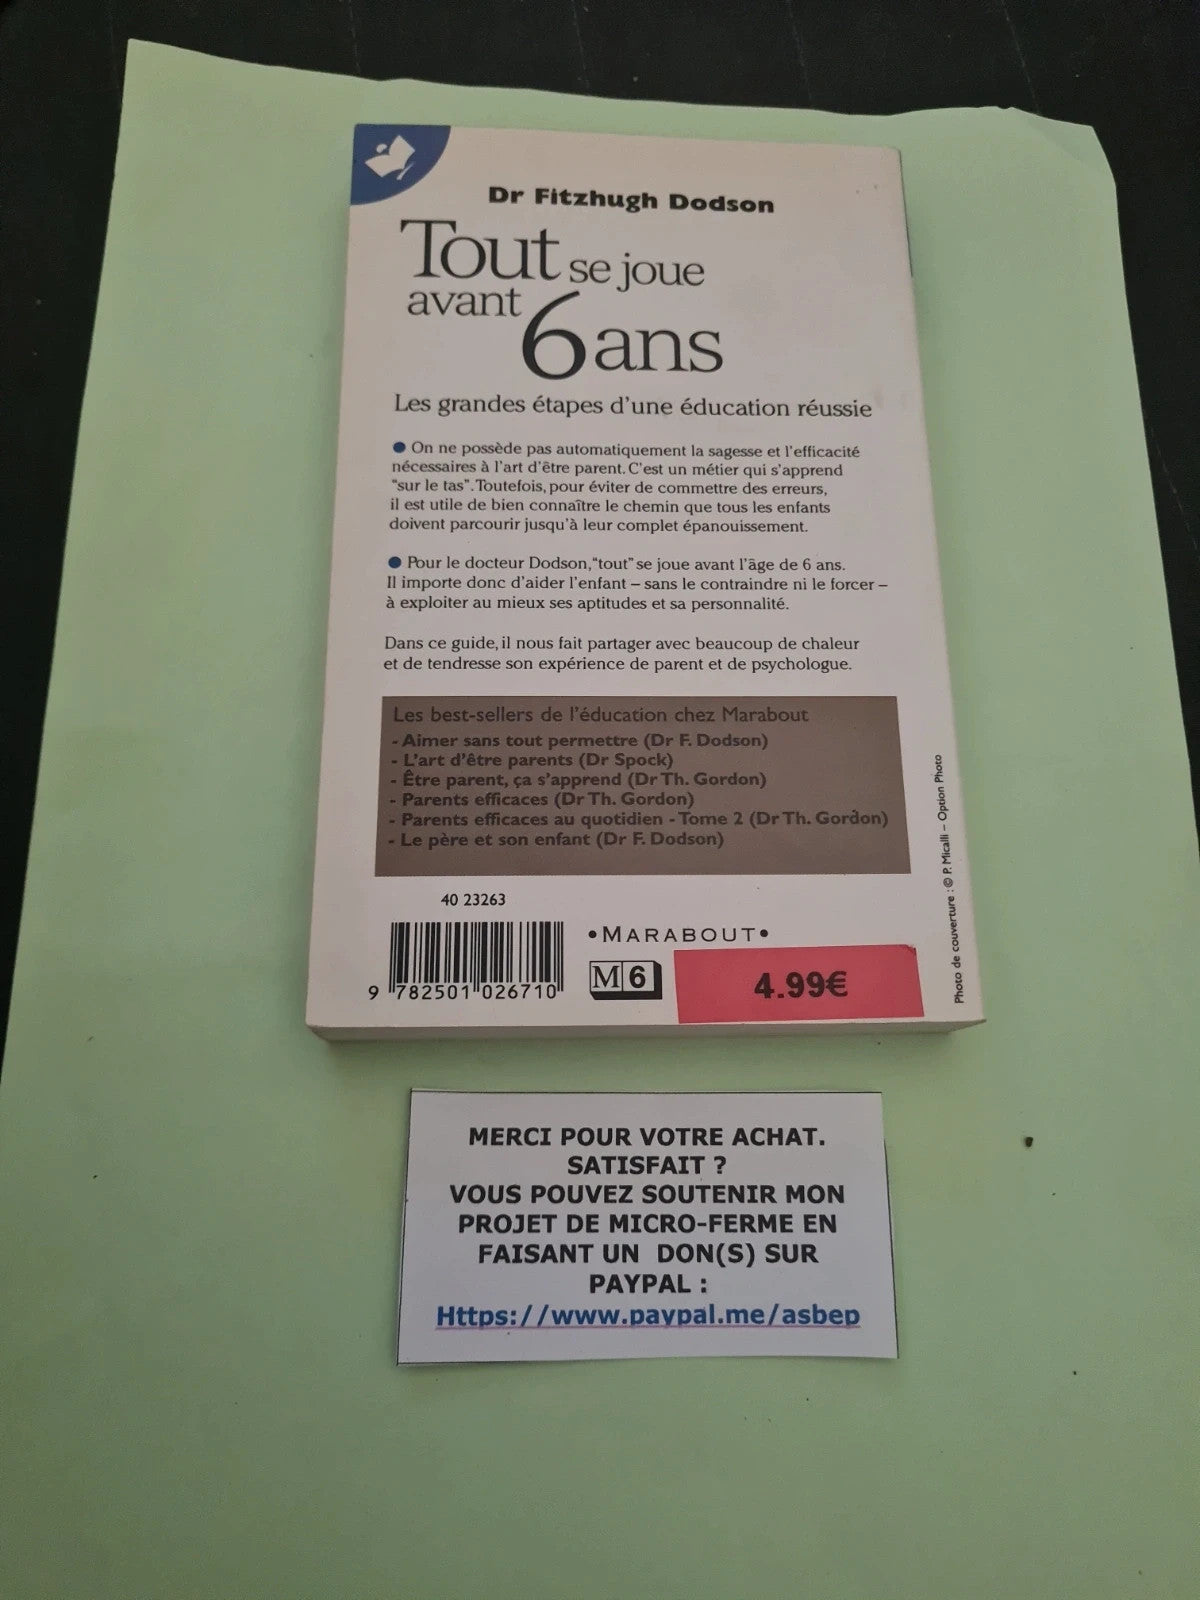 Dr Fitzhugh Dodson
Tout se joue
avant 6 ans
Les grandes étapes d'une éducation réussie
● On ne possède pas automatiquement la sagesse et l'efficacité
nécessaires à l'art d'être parent. C'est un métier qui s'apprend
"sur le tas". Toutefois, pour éviter de commettre des erreurs,
il est utile de bien connaître le chemin que tous les enfants
doivent parcourir jusqu'à leur complet épanouissement.
● Pour le docteur Dodson, "tout" se joue avant l'âge de 6 ans.
Il importe donc d'aider l'enfant – sans le contraindre ni le forcer –
à exploiter au mieux ses aptitudes et sa personnalité.
Dans ce guide, il nous fait partager avec beaucoup de chaleur
et de tendresse son expérience de parent et de psychologue.
Les best-sellers de l'éducation chez Marabout
- Aimer sans tout permettre (Dr F. Dodson)
- L'art d'être parents (Dr Spock)
- Être parent, ça s'apprend (Dr Th. Gordon)
- Parents efficaces (Dr Th. Gordon)
- Parents efficaces au quotidien - Tome 2 (Dr Th. Gordon)
- Le père et son enfant (Dr F. Dodson)
Photo de couverture : © P. Micalli – Option Photo
40 23263
9 782501 026710
•MARABOUT•
M 6
4.99€
MERCI POUR VOTRE ACHAT.
SATISFAIT ?
VOUS POUVEZ SOUTENIR MON
PROJET DE MICRO-FERME EN
FAISANT UN DON(S) SUR
PAYPAL :
Https://www.paypal.me/asbep